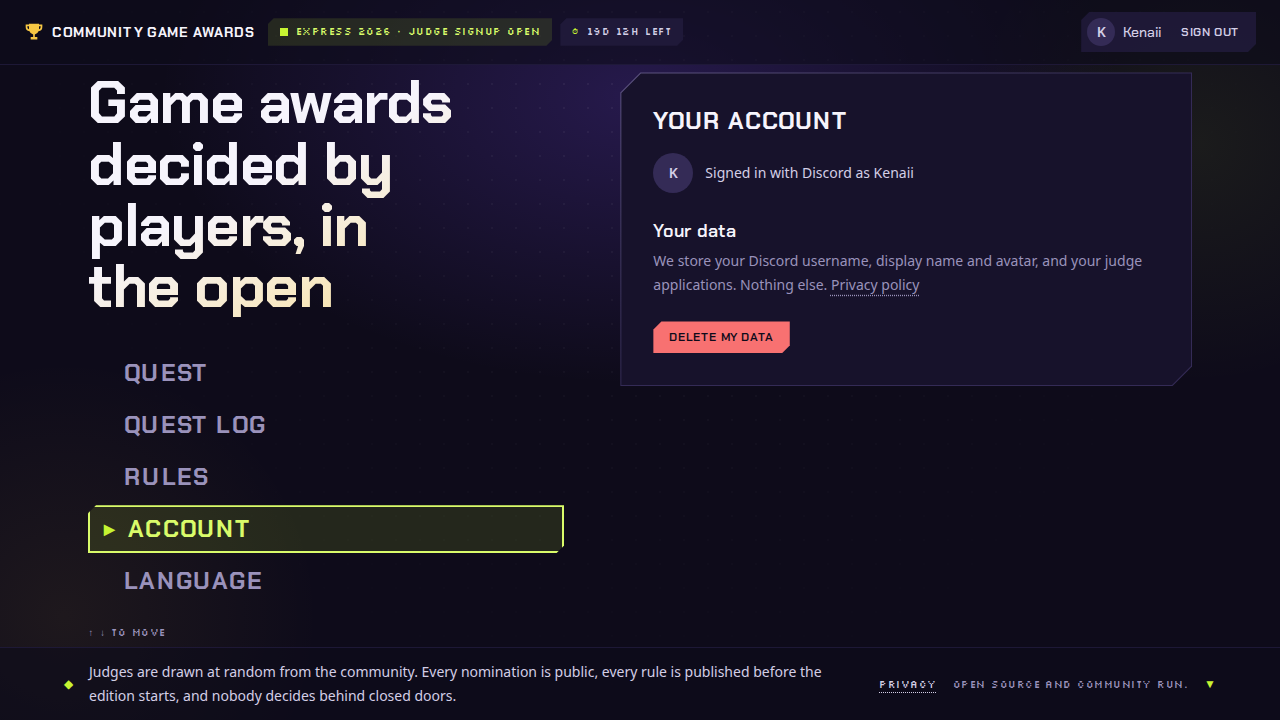 🏆 COMMUNITY GAME AWARDS
EXPRESS 2026 · JUDGE SIGNUP OPEN
19D 12H LEFT
K Kenaii SIGN OUT
Game awards
decided by
players, in
the open
QUEST
QUEST LOG
RULES
▶ ACCOUNT
LANGUAGE
↑ ↓ TO MOVE
YOUR ACCOUNT
K Signed in with Discord as Kenaii
Your data
We store your Discord username, display name and avatar, and your judge
applications. Nothing else. Privacy policy
DELETE MY DATA
Judges are drawn at random from the community. Every nomination is public, every rule is published before the
edition starts, and nobody decides behind closed doors.
PRIVACY OPEN SOURCE AND COMMUNITY RUN. ▼